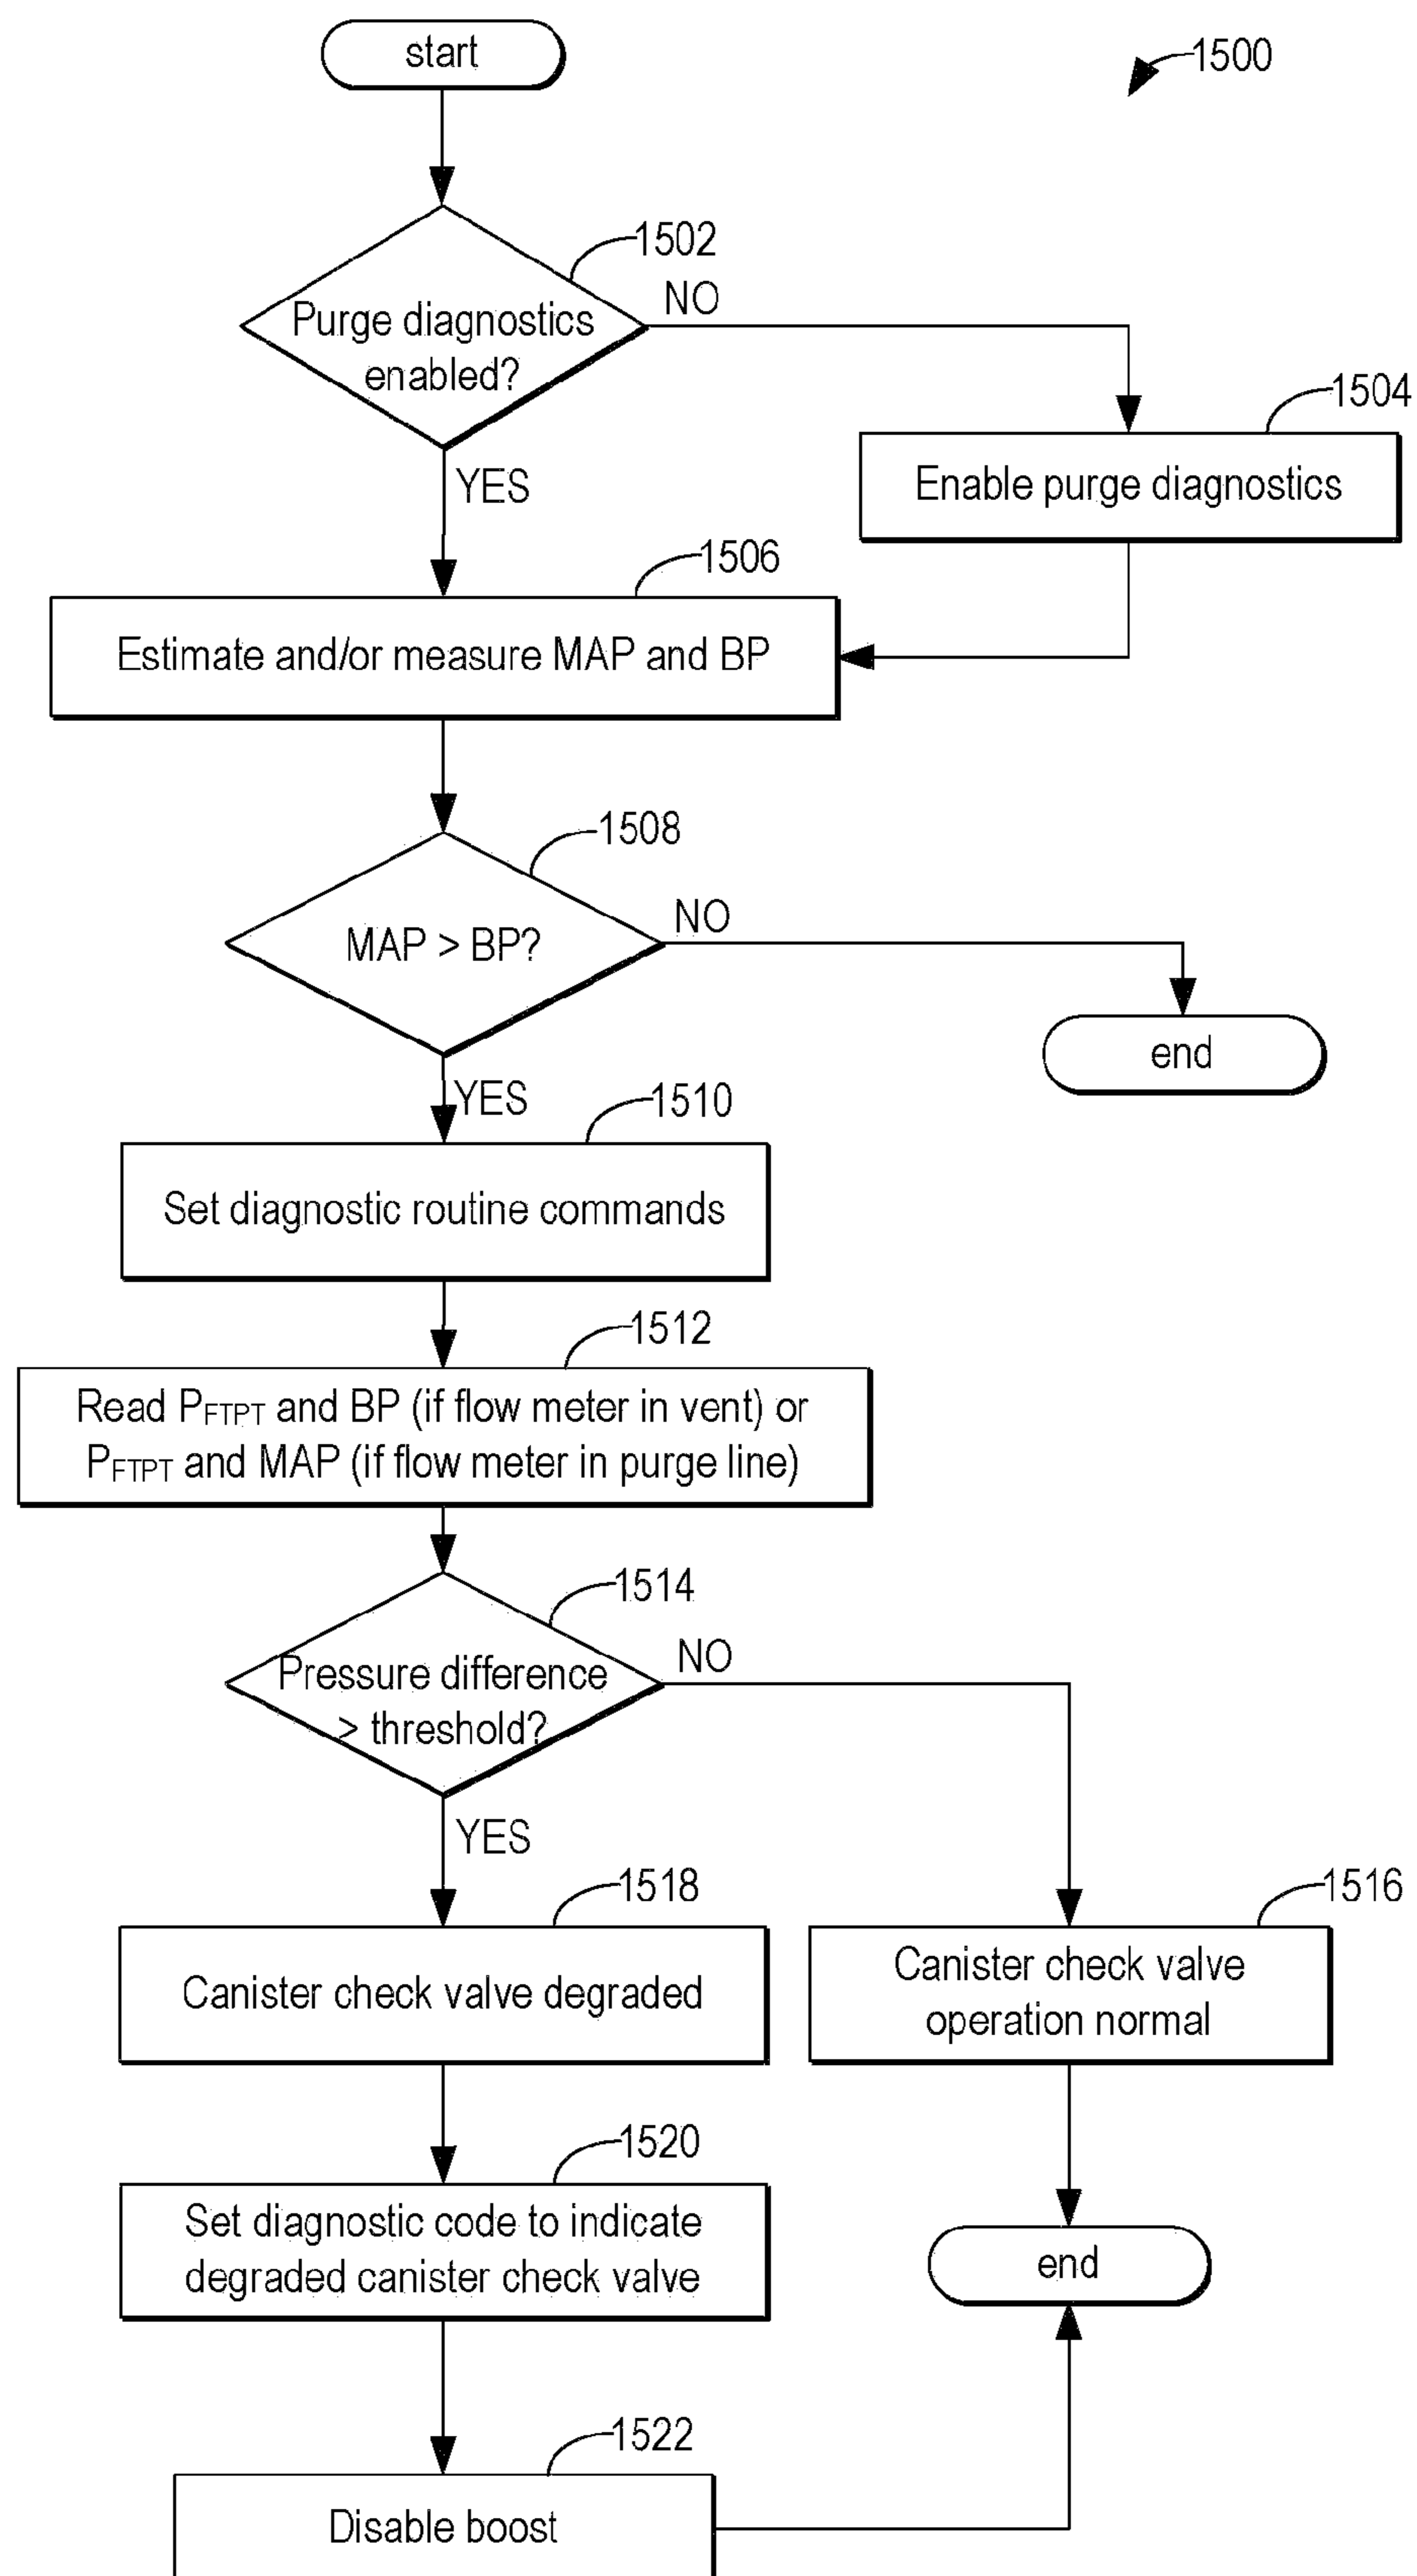 start
1500
1502
Purge diagnostics
enabled?
NO
YES
1504
Enable purge diagnostics
1506
Estimate and/or measure MAP and BP
1508
MAP > BP?
NO
end
YES
1510
Set diagnostic routine commands
1512
Read PFTPT and BP (if flow meter in vent) or
PFTPT and MAP (if flow meter in purge line)
1514
Pressure difference
> threshold?
NO
YES
1518
Canister check valve degraded
1516
Canister check valve
operation normal
1520
Set diagnostic code to indicate
degraded canister check valve
end
1522
Disable boost